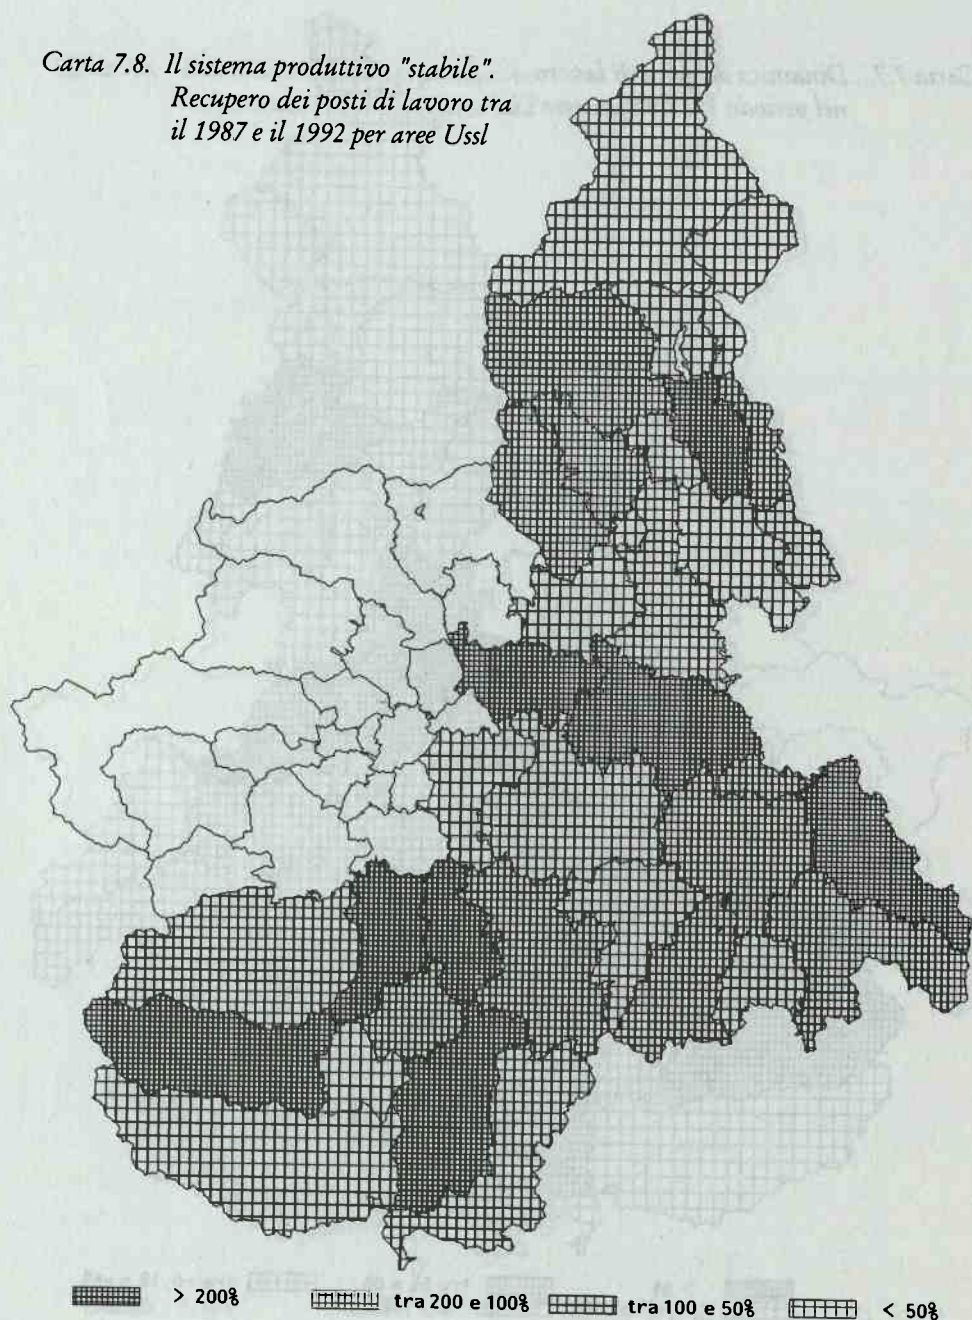 Carta 7.8. Il sistema produttivo "stabile".
Recupero dei posti di lavoro tra
il 1987 e il 1992 per aree Ussl
> 200%
tra 200 e 100%
tra 100 e 50%
< 50%